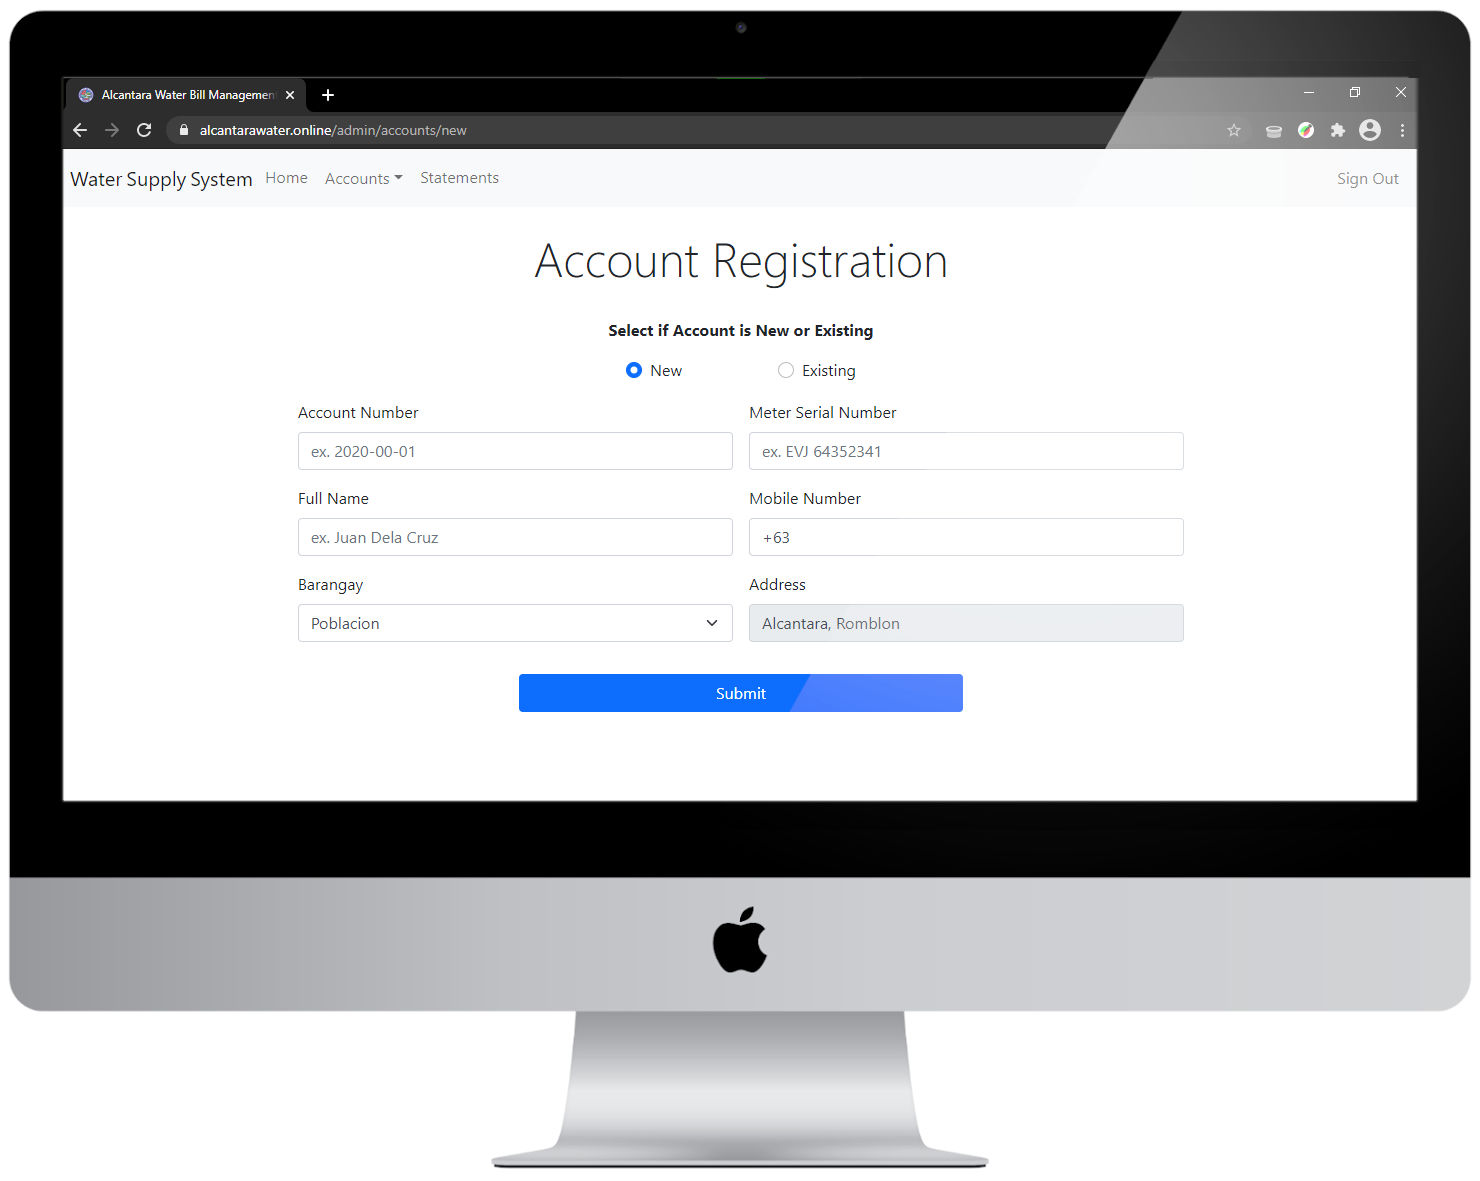 Alcantara Water Bill Management
alcantarawater.online/admin/accounts/new
Water Supply System Home Accounts Statements Sign Out
Account Registration
Select if Account is New or Existing
New Existing
Account Number Meter Serial Number
ex. 2020-00-01 ex. EVJ 64352341
Full Name Mobile Number
ex. Juan Dela Cruz +63
Barangay Address
Poblacion Alcantara, Romblon
Submit